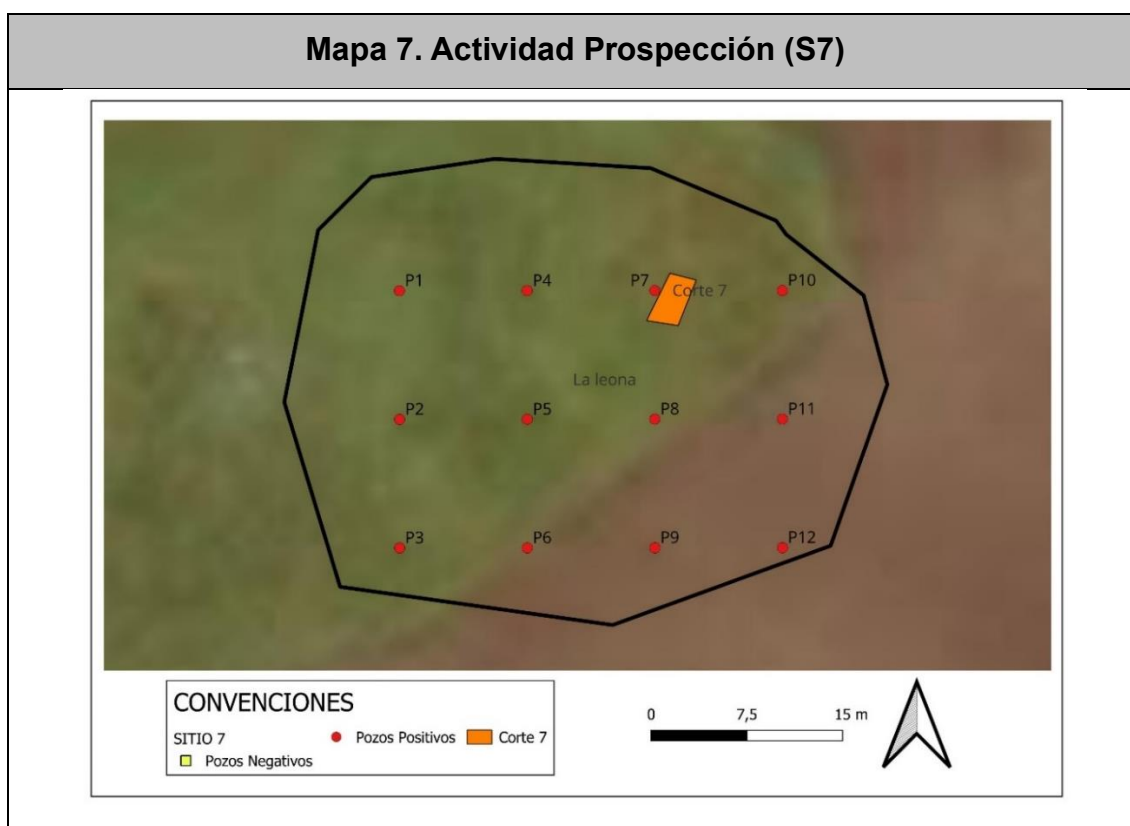 Mapa 7. Actividad Prospección (S7)
P1
P4
P7
Corte 7
P10
La leona
P2
P5
P8
P11
P3
P6
P9
P12
CONVENCIONES
SITIO 7
Pozos Positivos
Corte 7
Pozos Negativos
0 7,5 15 m